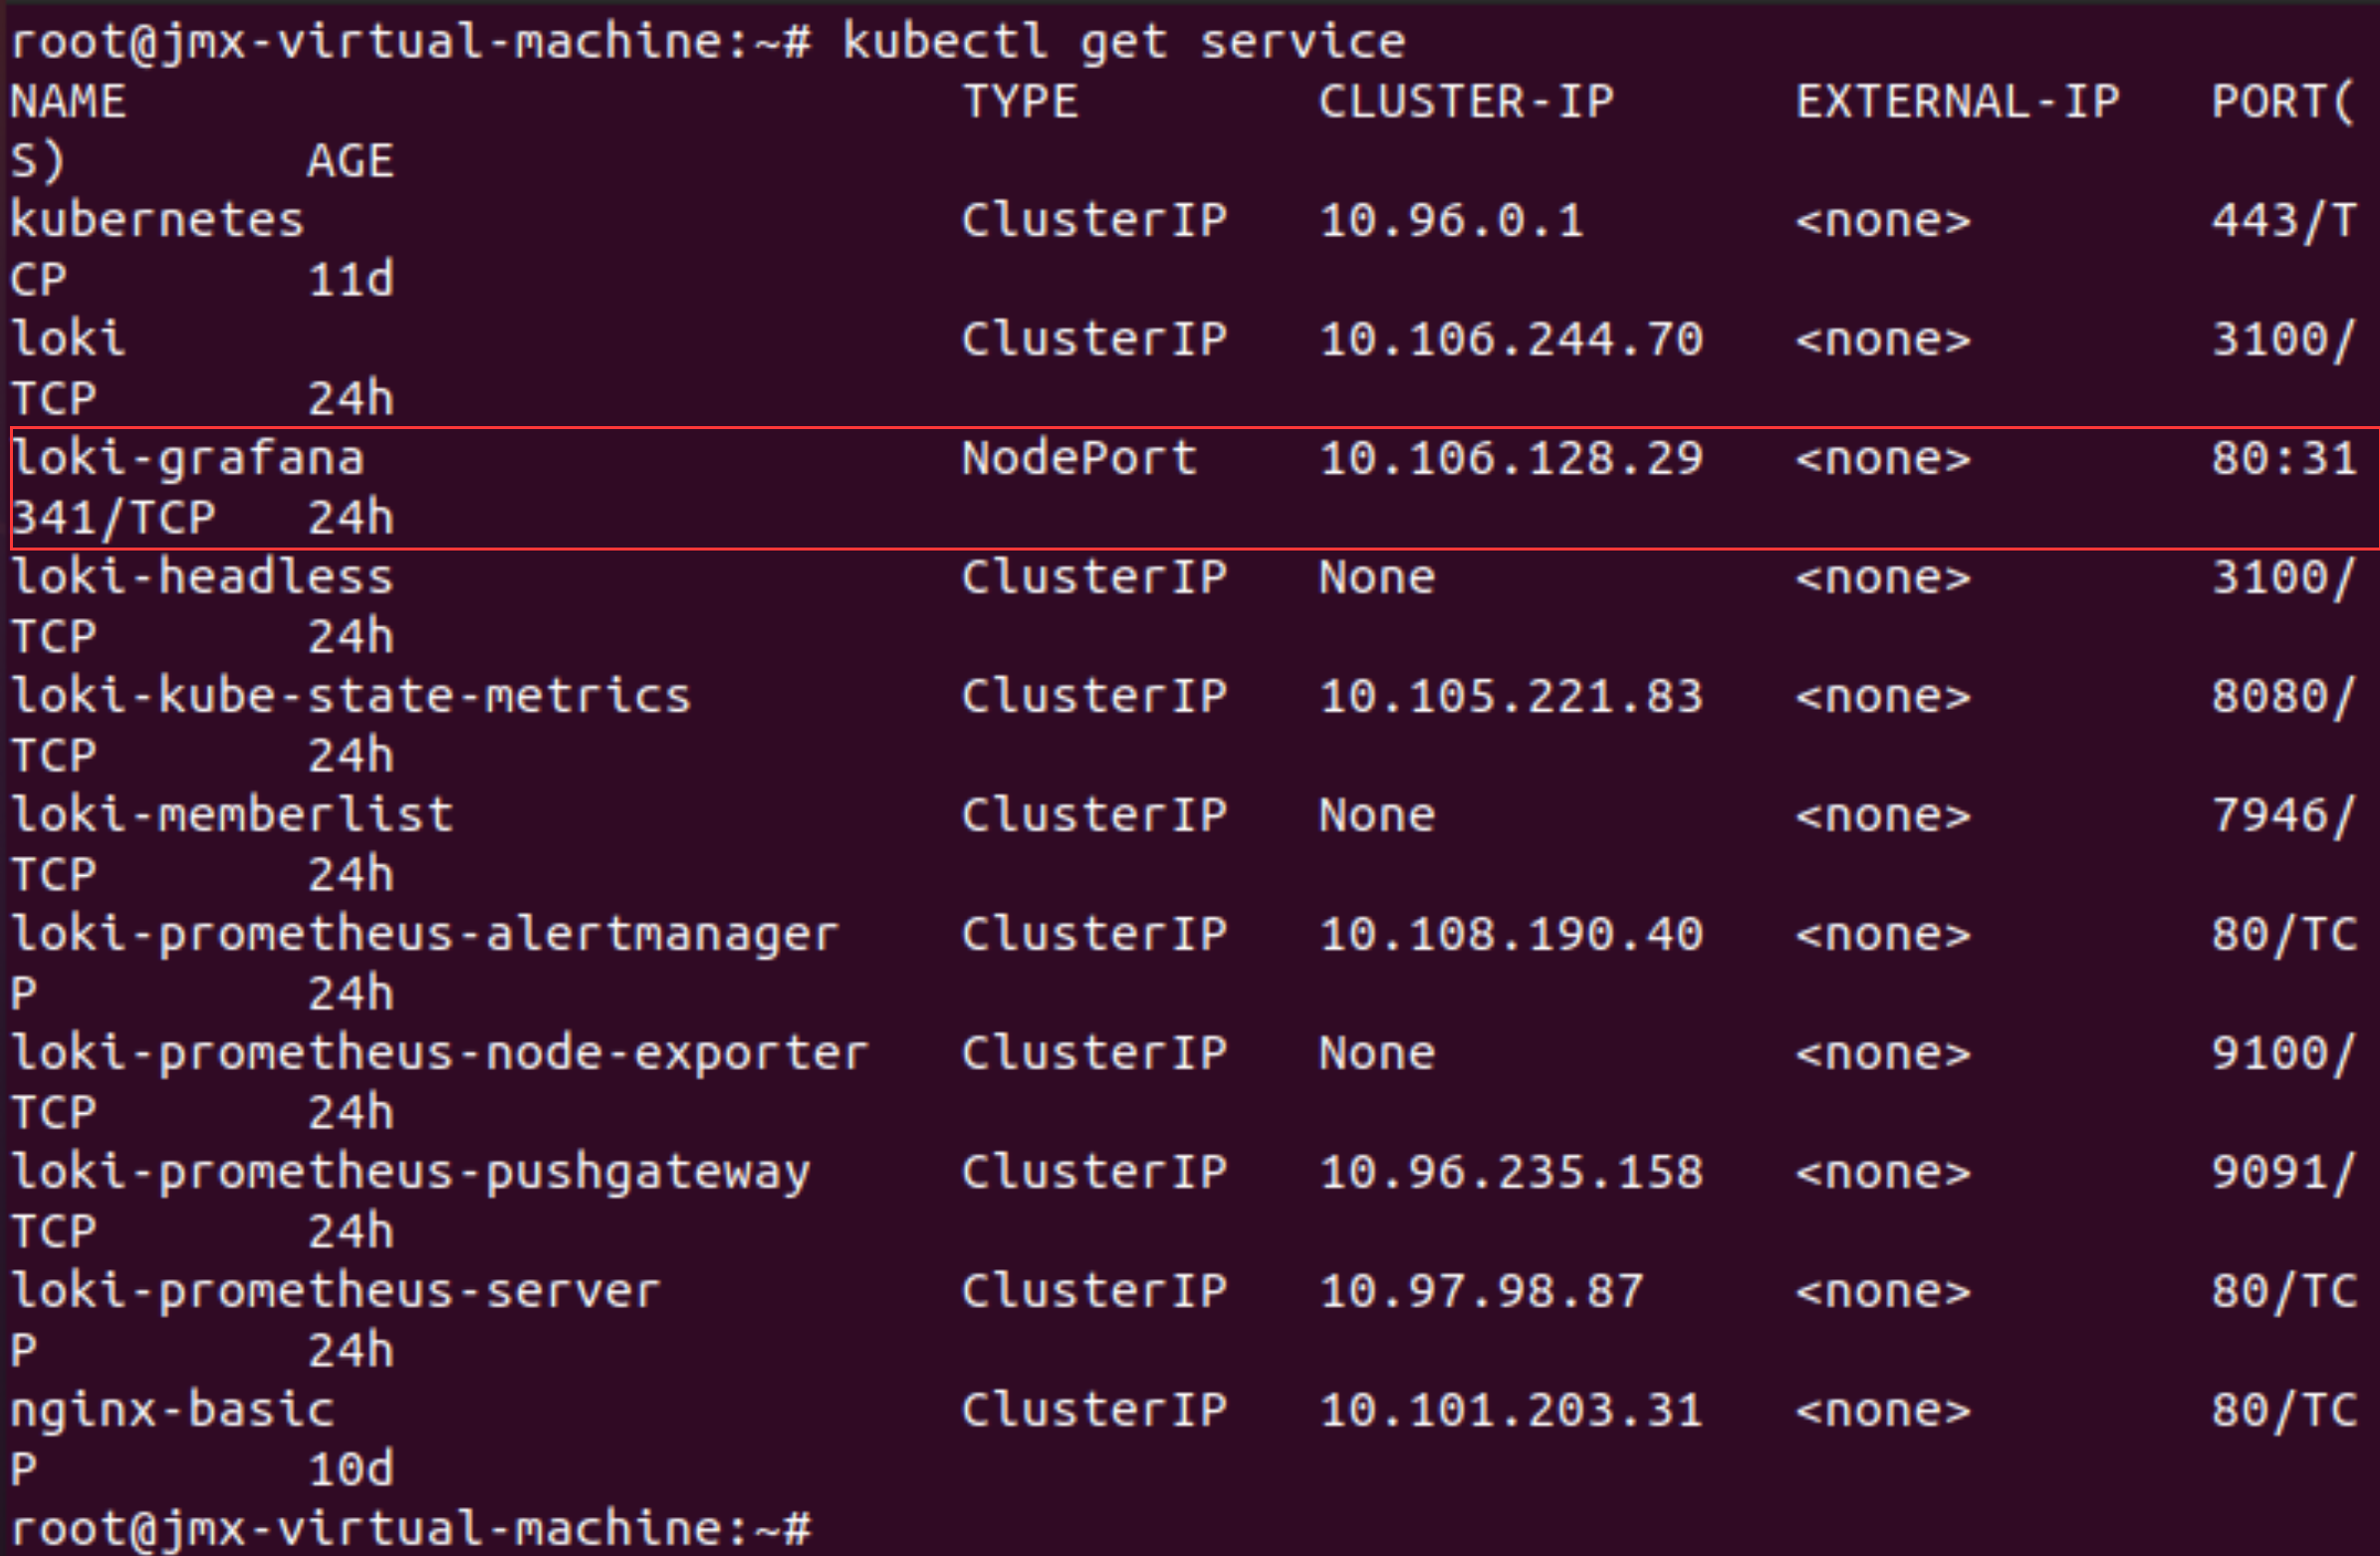 root@jmx-virtual-machine:~# kubectl get service
NAME                            TYPE        CLUSTER-IP      EXTERNAL-IP   PORT(
S)        AGE
kubernetes                      ClusterIP   10.96.0.1       <none>        443/T
CP        11d
loki                            ClusterIP   10.106.244.70   <none>        3100/
TCP       24h
loki-grafana                    NodePort    10.106.128.29   <none>        80:31
341/TCP   24h
loki-headless                   ClusterIP   None            <none>        3100/
TCP       24h
loki-kube-state-metrics         ClusterIP   10.105.221.83   <none>        8080/
TCP       24h
loki-memberlist                 ClusterIP   None            <none>        7946/
TCP       24h
loki-prometheus-alertmanager    ClusterIP   10.108.190.40   <none>        80/TC
P         24h
loki-prometheus-node-exporter   ClusterIP   None            <none>        9100/
TCP       24h
loki-prometheus-pushgateway     ClusterIP   10.96.235.158   <none>        9091/
TCP       24h
loki-prometheus-server          ClusterIP   10.97.98.87     <none>        80/TC
P         24h
nginx-basic                     ClusterIP   10.101.203.31   <none>        80/TC
P         10d
root@jmx-virtual-machine:~#